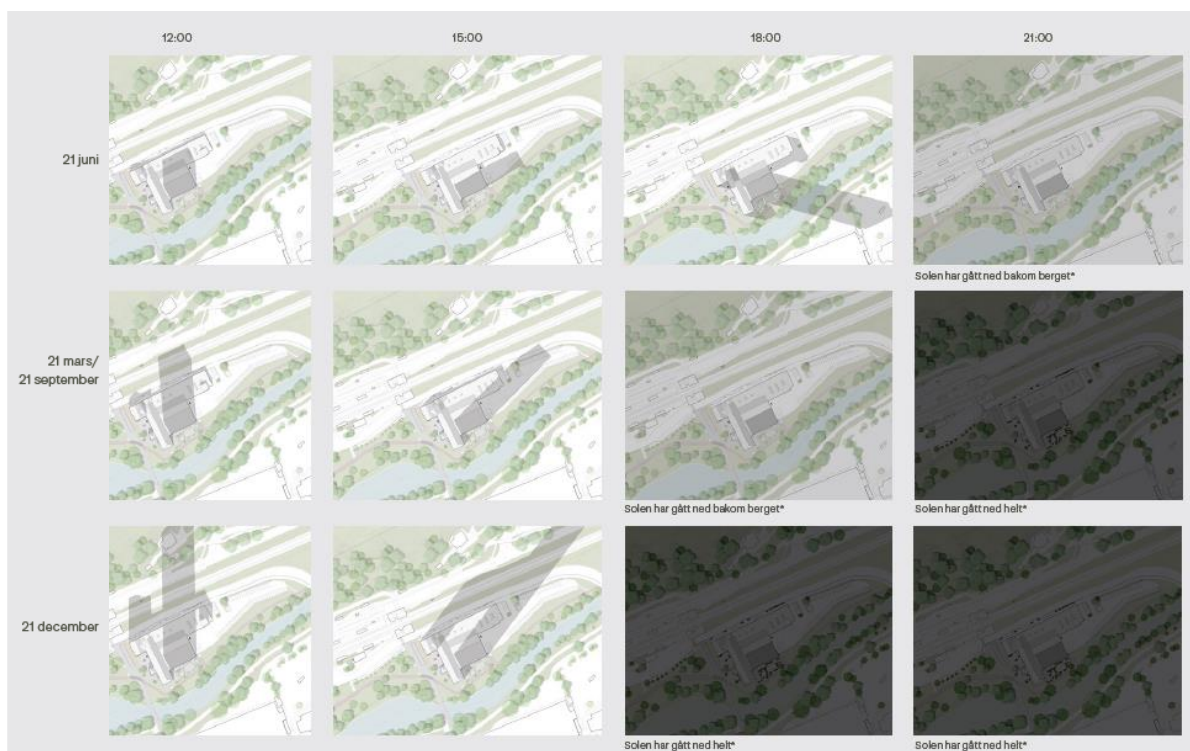 12:00
15:00
18:00
21:00
21 juni
Solen har gått ned bakom berget*
21 mars/
21 september
Solen har gått ned bakom berget*
Solen har gått ned helt*
21 december
Solen har gått ned helt*
Solen har gått ned helt*